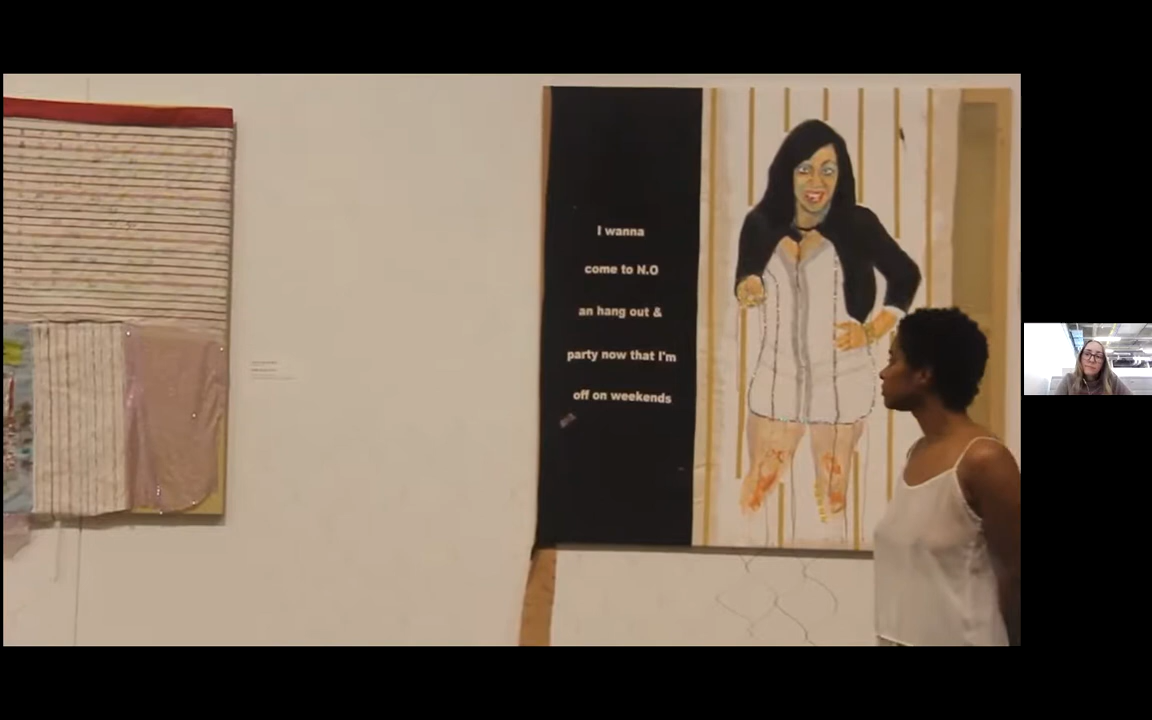 I wanna
come to N.O
an hang out &
party now that I'm
off on weekends